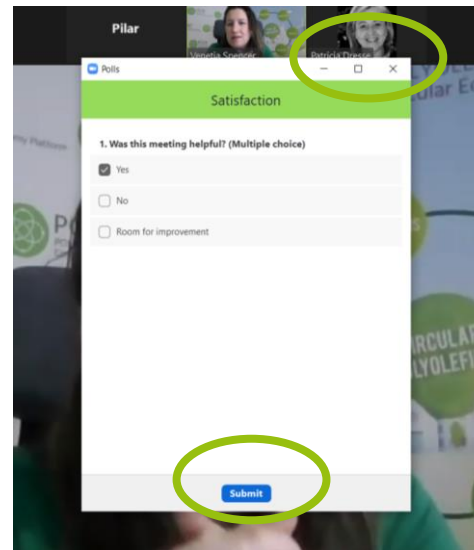 Pilar
Venetia Spencer
Patricia Dresse
Polls
Satisfaction
1. Was this meeting helpful? (Multiple choice)
Yes
No
Room for improvement
Submit
CIRCULAR